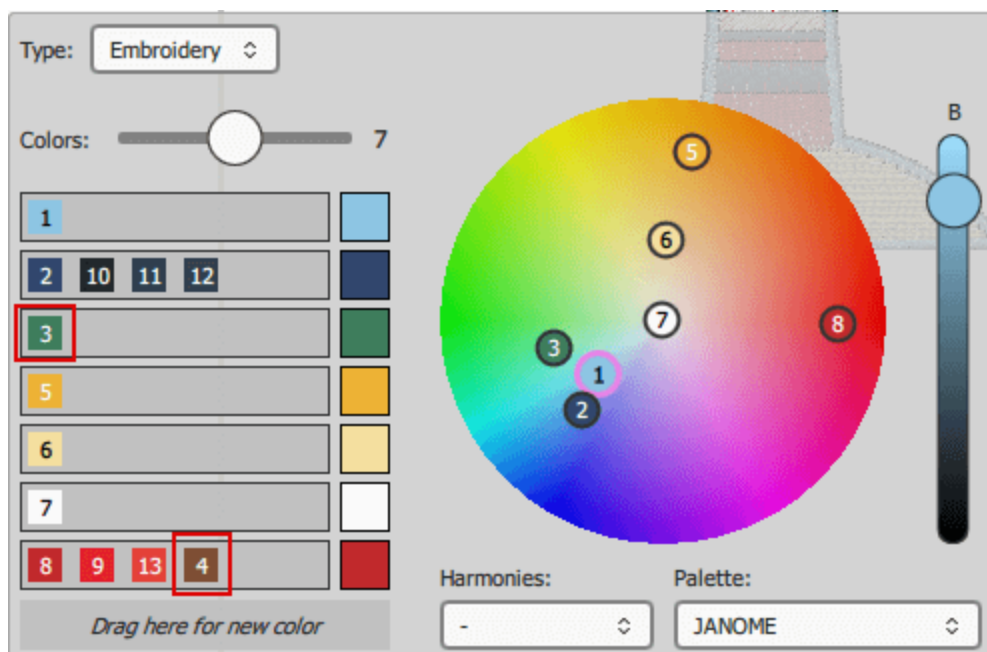 Type: Embroidery
Colors: 7
1
2 10 11 12
3
5
6
7
8 9 13 4
Drag here for new color
B
5
6
7
8
3
1
2
Harmonies: Palette:
- JANOME